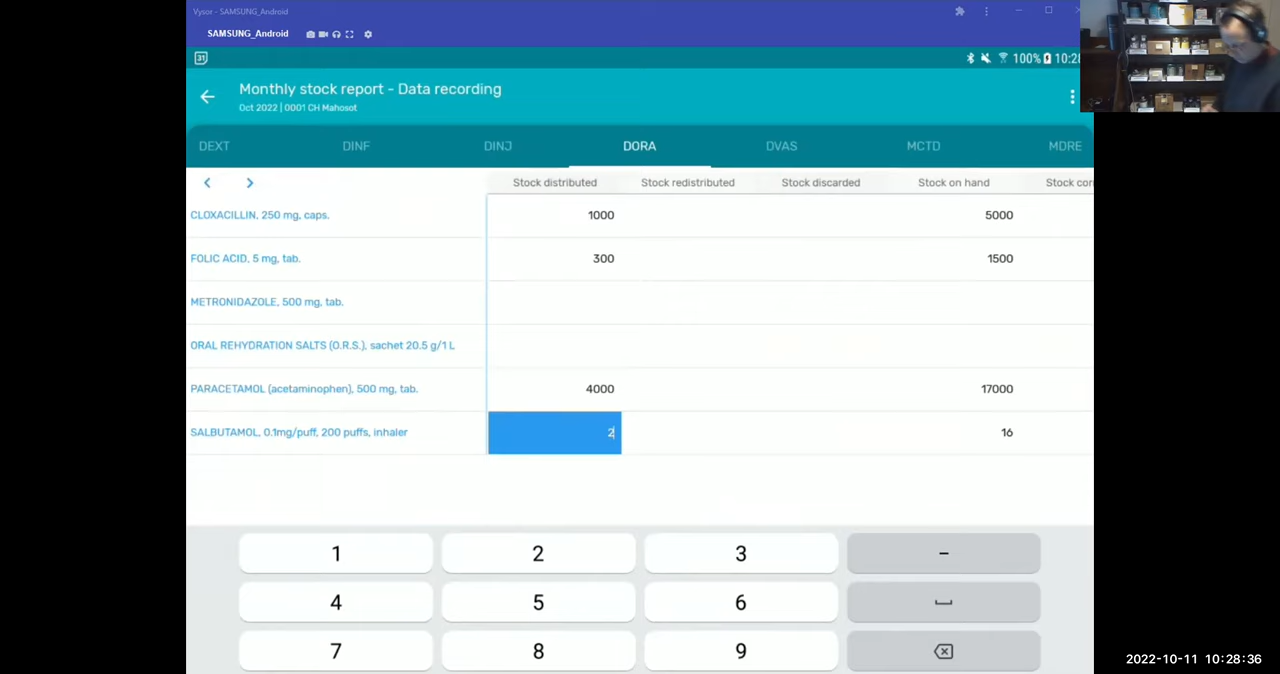 Vysor - SAMSUNG_Android
SAMSUNG_Android
31
100% 10:28
Monthly stock report - Data recording
Oct 2022 | 0001 CH Mahosot
DEXT DINF DINJ DORA DVAS MCTD MDRE
Stock distributed Stock redistributed Stock discarded Stock on hand Stock corr
CLOXACILLIN, 250 mg, caps. 1000 5000
FOLIC ACID, 5 mg, tab. 300 1500
METRONIDAZOLE, 500 mg, tab.
ORAL REHYDRATION SALTS (O.R.S.), sachet 20.5 g/1 L
PARACETAMOL (acetaminophen), 500 mg, tab. 4000 17000
SALBUTAMOL, 0.1mg/puff, 200 puffs, inhaler 2 16
1 2 3 –
4 5 6
7 8 9
2022-10-11 10:28:36